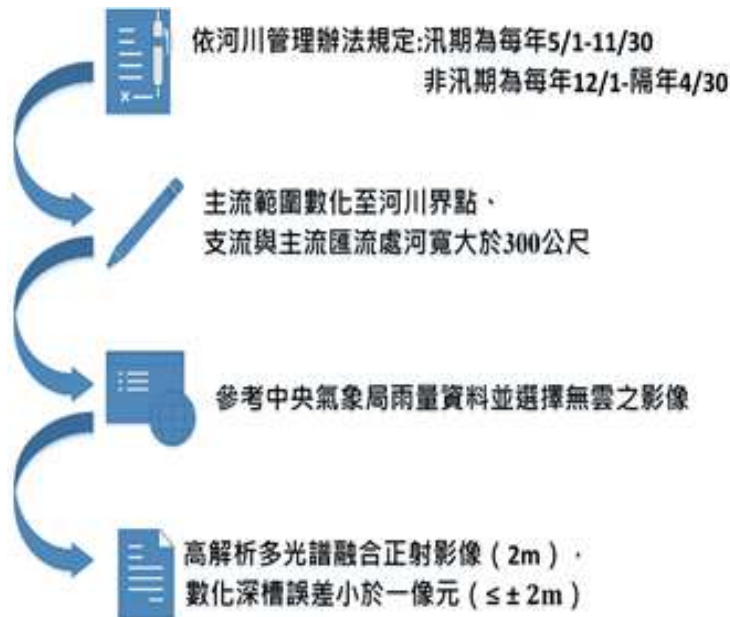 依河川管理辦法規定:汛期為每年5/1-11/30
非汛期為每年12/1-隔年4/30
主流範圍數化至河川界點、
支流與主流匯流處河寬大於300公尺
參考中央氣象局雨量資料並選擇無雲之影像
高解析多光譜融合正射影像（2m），
數化深槽誤差小於一像元（≤±2m）